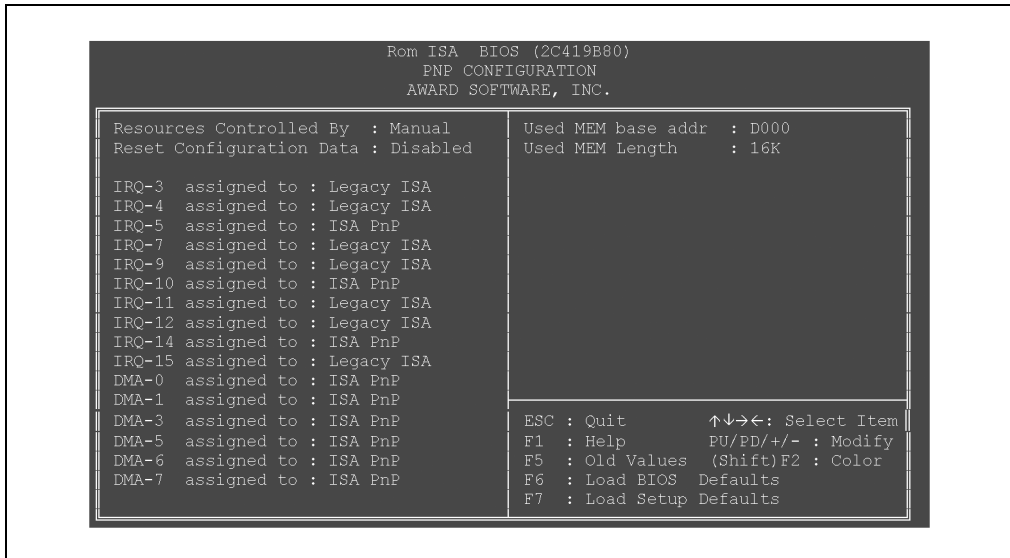 Rom ISA BIOS (2C419B80)
PNP CONFIGURATION
AWARD SOFTWARE, INC.
Resources Controlled By : Manual
Reset Configuration Data : Disabled
IRQ-3 assigned to : Legacy ISA
IRQ-4 assigned to : Legacy ISA
IRQ-5 assigned to : ISA PnP
IRQ-7 assigned to : Legacy ISA
IRQ-9 assigned to : Legacy ISA
IRQ-10 assigned to : ISA PnP
IRQ-11 assigned to : Legacy ISA
IRQ-12 assigned to : Legacy ISA
IRQ-14 assigned to : ISA PnP
IRQ-15 assigned to : Legacy ISA
DMA-0 assigned to : ISA PnP
DMA-1 assigned to : ISA PnP
DMA-3 assigned to : ISA PnP
DMA-5 assigned to : ISA PnP
DMA-6 assigned to : ISA PnP
DMA-7 assigned to : ISA PnP
Used MEM base addr : D000
Used MEM Length : 16K
ESC : Quit ↑↓→←: Select Item
F1 : Help PU/PD/+/- : Modify
F5 : Old Values (Shift)F2 : Color
F6 : Load BIOS Defaults
F7 : Load Setup Defaults